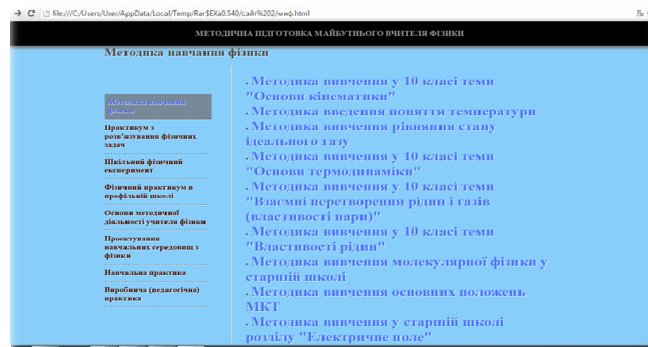 file:///C:/Users/User/AppData/Local/Temp/Rar$EXa0.540/сайт%202/мнф.html
МЕТОДИЧНА ПІДГОТОВКА МАЙБУТНЬОГО ВЧИТЕЛЯ ФІЗИКИ
Методика навчання фізики
Методика навчання
фізики
Практикум з
розв'язування фізичних
задач
Шкільний фізичний
експеримент
Фізичний практикум в
профільній школі
Основи методичної
діяльності учителя фізики
Проектування
навчальних середовищ з
фізики
Навчальна практика
Виробнича (педагогічна)
практика
. Методика вивчення у 10 класі теми
"Основи кінематики"
. Методика введення поняття температури
. Методика вивчення рівняння стану
ідеального газу
. Методика вивчення у 10 класі теми
"Основи термодинаміки"
. Методика вивчення у 10 класі теми
"Взаємні перетворення рідин і газів
(властивості пари)"
. Методика вивчення у 10 класі теми
"Властивості рідин"
. Методика вивчення молекулярної фізики у
старшій школі
. Методика вивчення основних положень
МКТ
. Методика вивчення у старшій школі
розділу "Електричне поле"